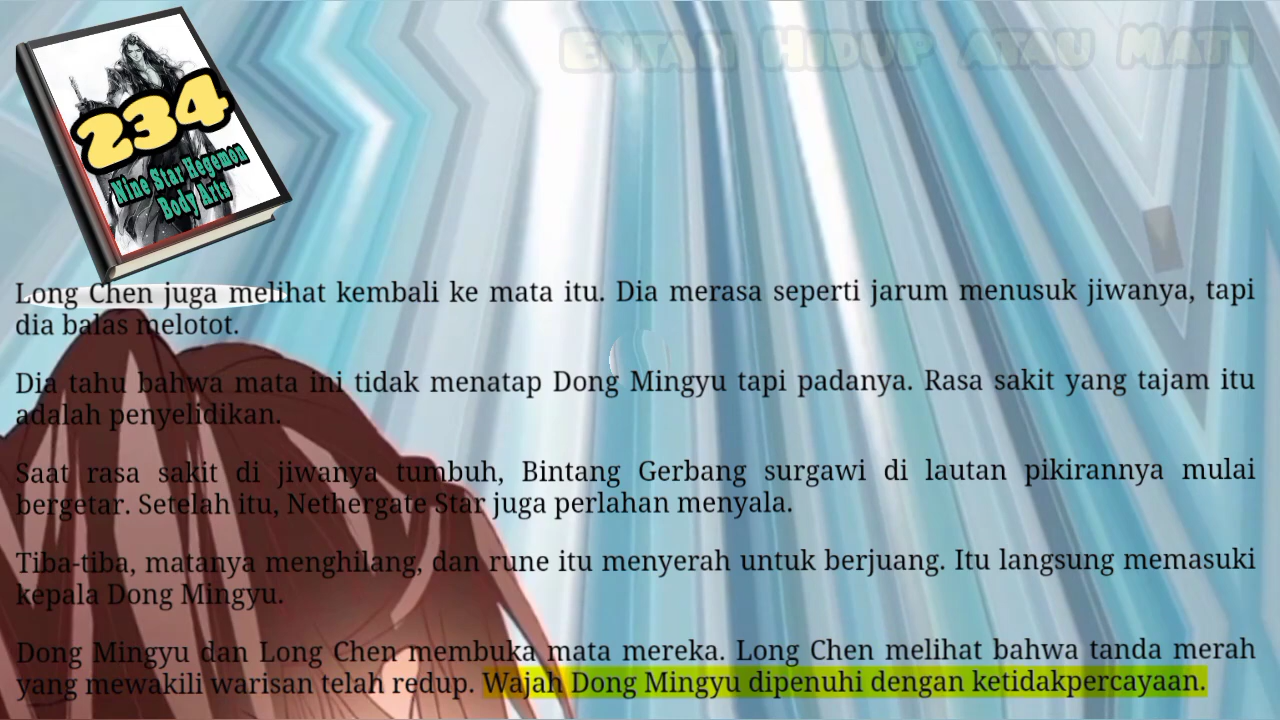 Entah Hidup atau Mati
234
Nine Star Hegemon
Body Arts
Long Chen juga melihat kembali ke mata itu. Dia merasa seperti jarum menusuk jiwanya, tapi
dia balas melotot.
Dia tahu bahwa mata ini tidak menatap Dong Mingyu tapi padanya. Rasa sakit yang tajam itu
adalah penyelidikan.
Saat rasa sakit di jiwanya tumbuh, Bintang Gerbang surgawi di lautan pikirannya mulai
bergetar. Setelah itu, Nethergate Star juga perlahan menyala.
Tiba-tiba, matanya menghilang, dan rune itu menyerah untuk berjuang. Itu langsung memasuki
kepala Dong Mingyu.
Dong Mingyu dan Long Chen membuka mata mereka. Long Chen melihat bahwa tanda merah
yang mewakili warisan telah redup. Wajah Dong Mingyu dipenuhi dengan ketidakpercayaan.